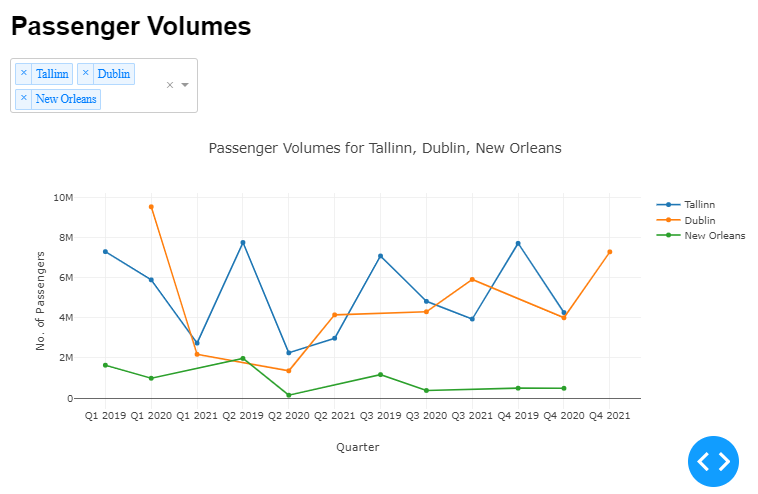 Passenger Volumes
× Tallinn × Dublin
× New Orleans
×
Passenger Volumes for Tallinn, Dublin, New Orleans
10M
8M
6M
4M
2M
0
No. of Passengers
Tallinn
Dublin
New Orleans
Q1 2019 Q1 2020 Q1 2021 Q2 2019 Q2 2020 Q2 2021 Q3 2019 Q3 2020 Q3 2021 Q4 2019 Q4 2020 Q4 2021
Quarter